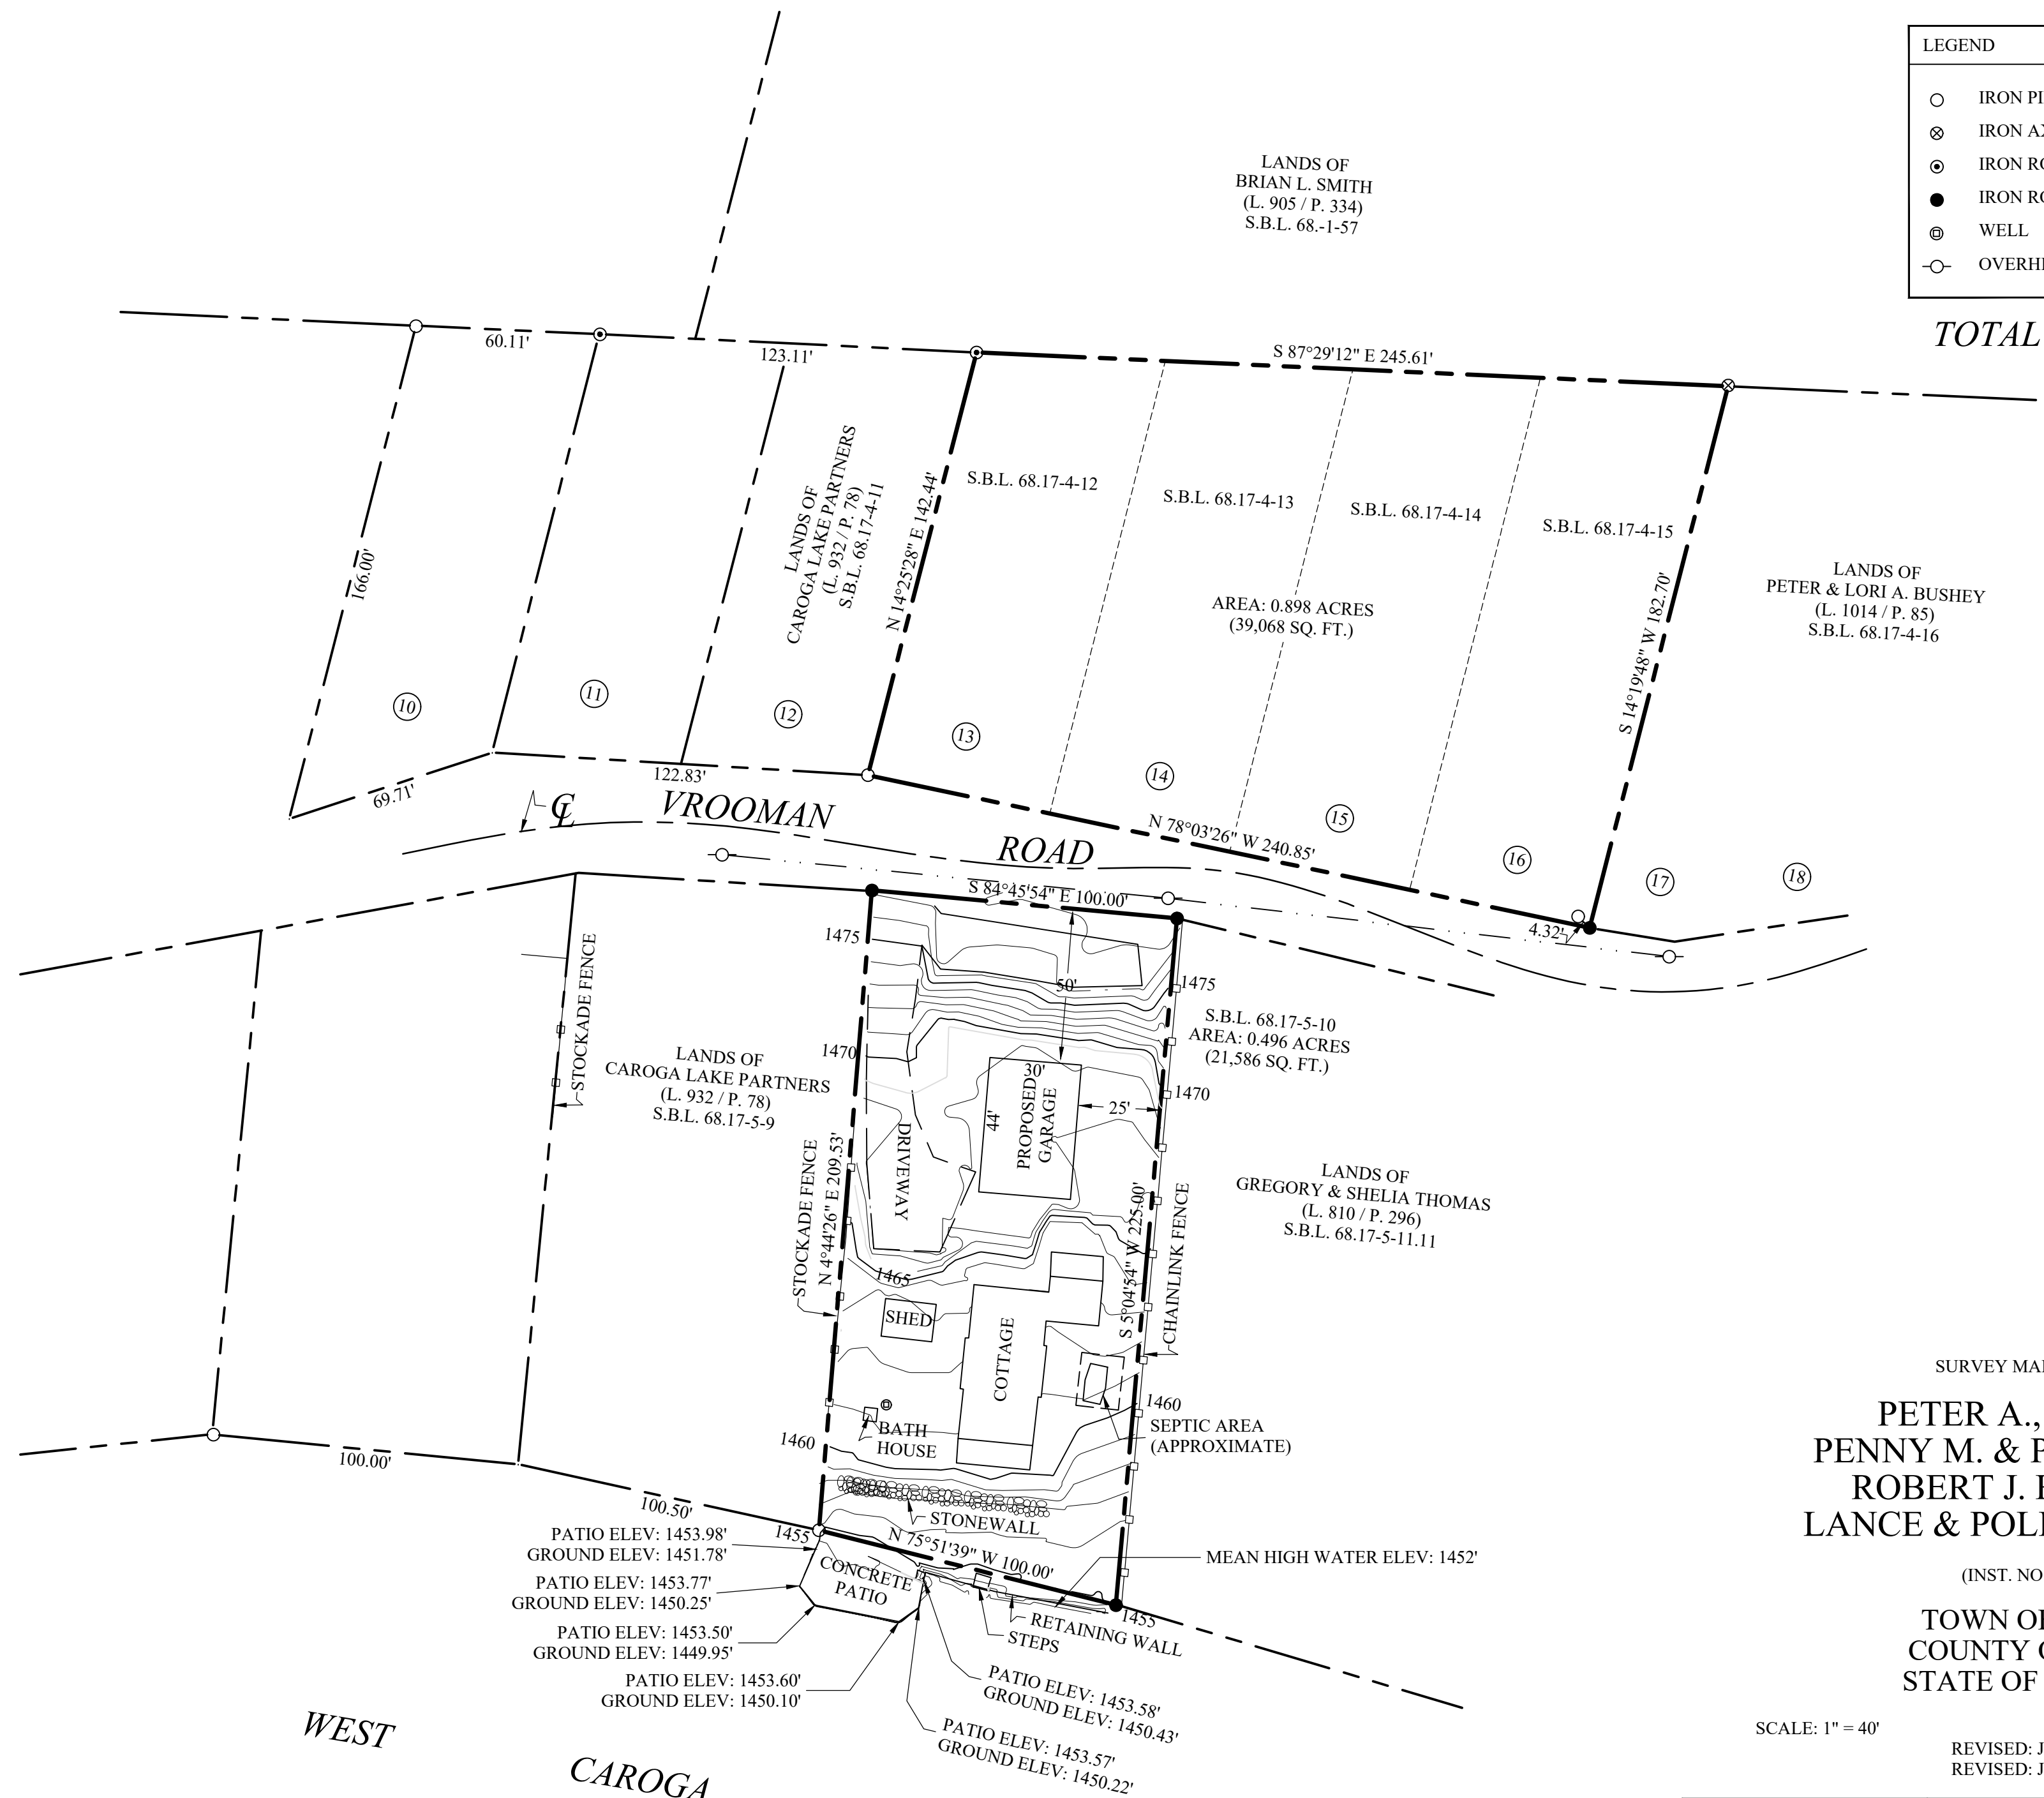 LEGEND
IRON PI
IRON AX
IRON RO
IRON RO
WELL
OVERHE
TOTAL
LANDS OF
BRIAN L. SMITH
(L. 905 / P. 334)
S.B.L. 68.-1-57
60.11'
123.11'
S 87°29'12" E 245.61'
166.00'
LANDS OF
CAROGA LAKE PARTNERS
(L. 932 / P. 78)
S.B.L. 68.17-4-11
N 14°25'28" E 142.44'
S.B.L. 68.17-4-12
S.B.L. 68.17-4-13
S.B.L. 68.17-4-14
S.B.L. 68.17-4-15
AREA: 0.898 ACRES
(39,068 SQ. FT.)
S 14°19'48" W 182.70'
LANDS OF
PETER & LORI A. BUSHEY
(L. 1014 / P. 85)
S.B.L. 68.17-4-16
10
11
12
13
14
15
16
17
18
69.71'
122.83'
N 78°03'26" W 240.85'
4.32'
℄
VROOMAN
ROAD
S 84°45'54" E 100.00'
1475
1475
50'
STOCKADE FENCE
S.B.L. 68.17-5-10
AREA: 0.496 ACRES
(21,586 SQ. FT.)
1470
1470
LANDS OF
CAROGA LAKE PARTNERS
(L. 932 / P. 78)
S.B.L. 68.17-5-9
30'
44'
PROPOSED
GARAGE
25'
DRIVEWAY
STOCKADE FENCE
N 4°44'26" E 209.53'
S 5°04'54" W 225.00'
CHAINLINK FENCE
LANDS OF
GREGORY & SHELIA THOMAS
(L. 810 / P. 296)
S.B.L. 68.17-5-11.11
1465
SHED
COTTAGE
1460
1460
SEPTIC AREA
(APPROXIMATE)
BATH
HOUSE
100.00'
100.50'
STONEWALL
1455
N 75°51'39" W 100.00'
CONCRETE
PATIO
MEAN HIGH WATER ELEV: 1452'
1455
RETAINING WALL
STEPS
PATIO ELEV: 1453.98'
GROUND ELEV: 1451.78'
PATIO ELEV: 1453.77'
GROUND ELEV: 1450.25'
PATIO ELEV: 1453.50'
GROUND ELEV: 1449.95'
PATIO ELEV: 1453.60'
GROUND ELEV: 1450.10'
PATIO ELEV: 1453.58'
GROUND ELEV: 1450.43'
PATIO ELEV: 1453.57'
GROUND ELEV: 1450.22'
WEST
CAROGA
SURVEY MA
PETER A.,
PENNY M. & P
ROBERT J.
LANCE & POL
(INST. NO
TOWN OF
COUNTY
STATE OF
SCALE: 1" = 40'
REVISED: J
REVISED: J